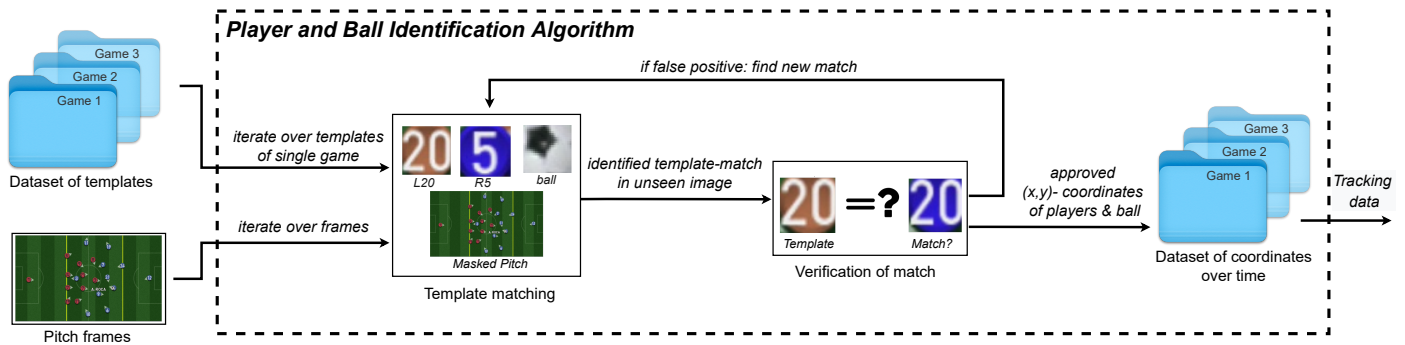 Player and Ball Identification Algorithm
Game 3
Game 2
Game 1
Dataset of templates
Pitch frames
iterate over templates
of single game
iterate over frames
if false positive: find new match
20
5
L20
R5
ball
Masked Pitch
Template matching
identified template-match
in unseen image
20
=?
20
Template
Match?
Verification of match
approved
(x,y)- coordinates
of players & ball
Game 3
Game 2
Game 1
Dataset of coordinates
over time
Tracking
data